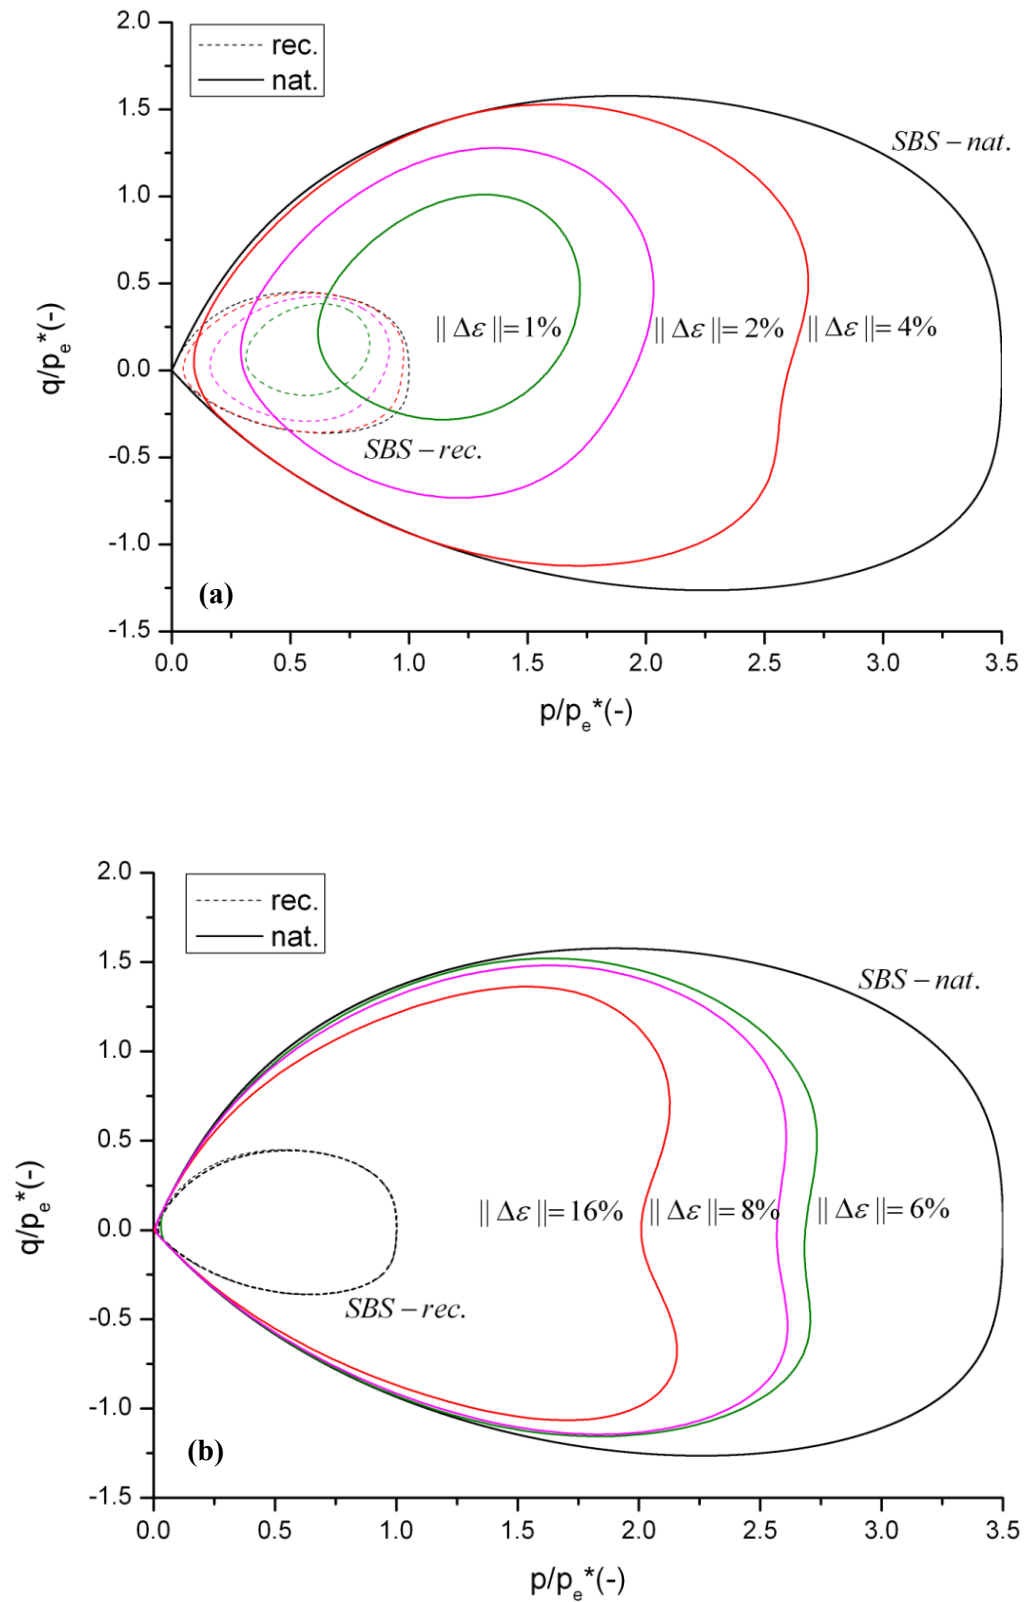 2.0
rec.
nat.
1.5
SBS – nat.
1.0
0.5
|| Δε ||= 1%
|| Δε ||= 2%
|| Δε ||= 4%
q/pe*(-)
0.0
SBS – rec.
-0.5
-1.0
(a)
-1.5
0.0 0.5 1.0 1.5 2.0 2.5 3.0 3.5
p/pe*(-)
2.0
rec.
nat.
1.5
SBS – nat.
1.0
0.5
|| Δε ||= 16%
|| Δε ||= 8%
|| Δε ||= 6%
q/pe*(-)
0.0
SBS – rec.
-0.5
-1.0
(b)
-1.5
0.0 0.5 1.0 1.5 2.0 2.5 3.0 3.5
p/pe*(-)